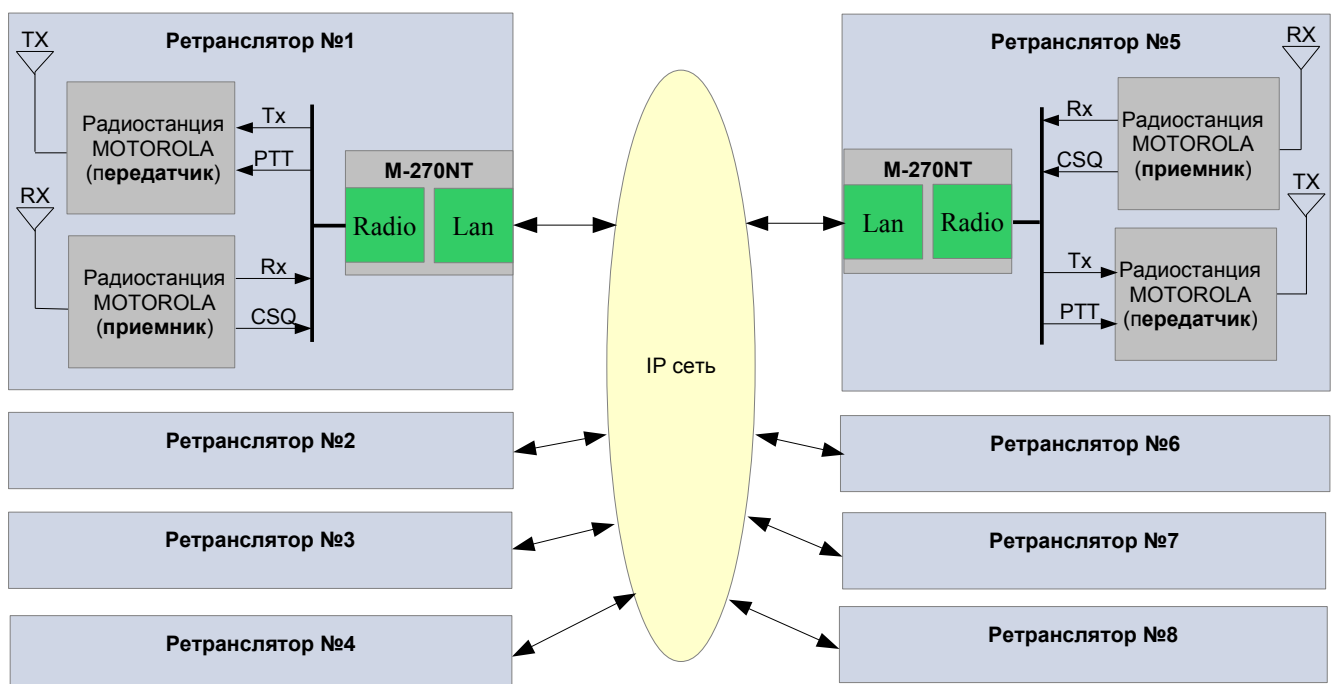 Ретранслятор №1
TX
Радиостанция
MOTOROLA
(передатчик)
Tx
PTT
RX
Радиостанция
MOTOROLA
(приемник)
Rx
CSQ
M-270NT
Radio
Lan
IP сеть
Ретранслятор №5
RX
Rx
CSQ
Радиостанция
MOTOROLA
(приемник)
TX
M-270NT
Lan
Radio
Tx
PTT
Радиостанция
MOTOROLA
(передатчик)
Ретранслятор №2
Ретранслятор №6
Ретранслятор №3
Ретранслятор №7
Ретранслятор №4
Ретранслятор №8